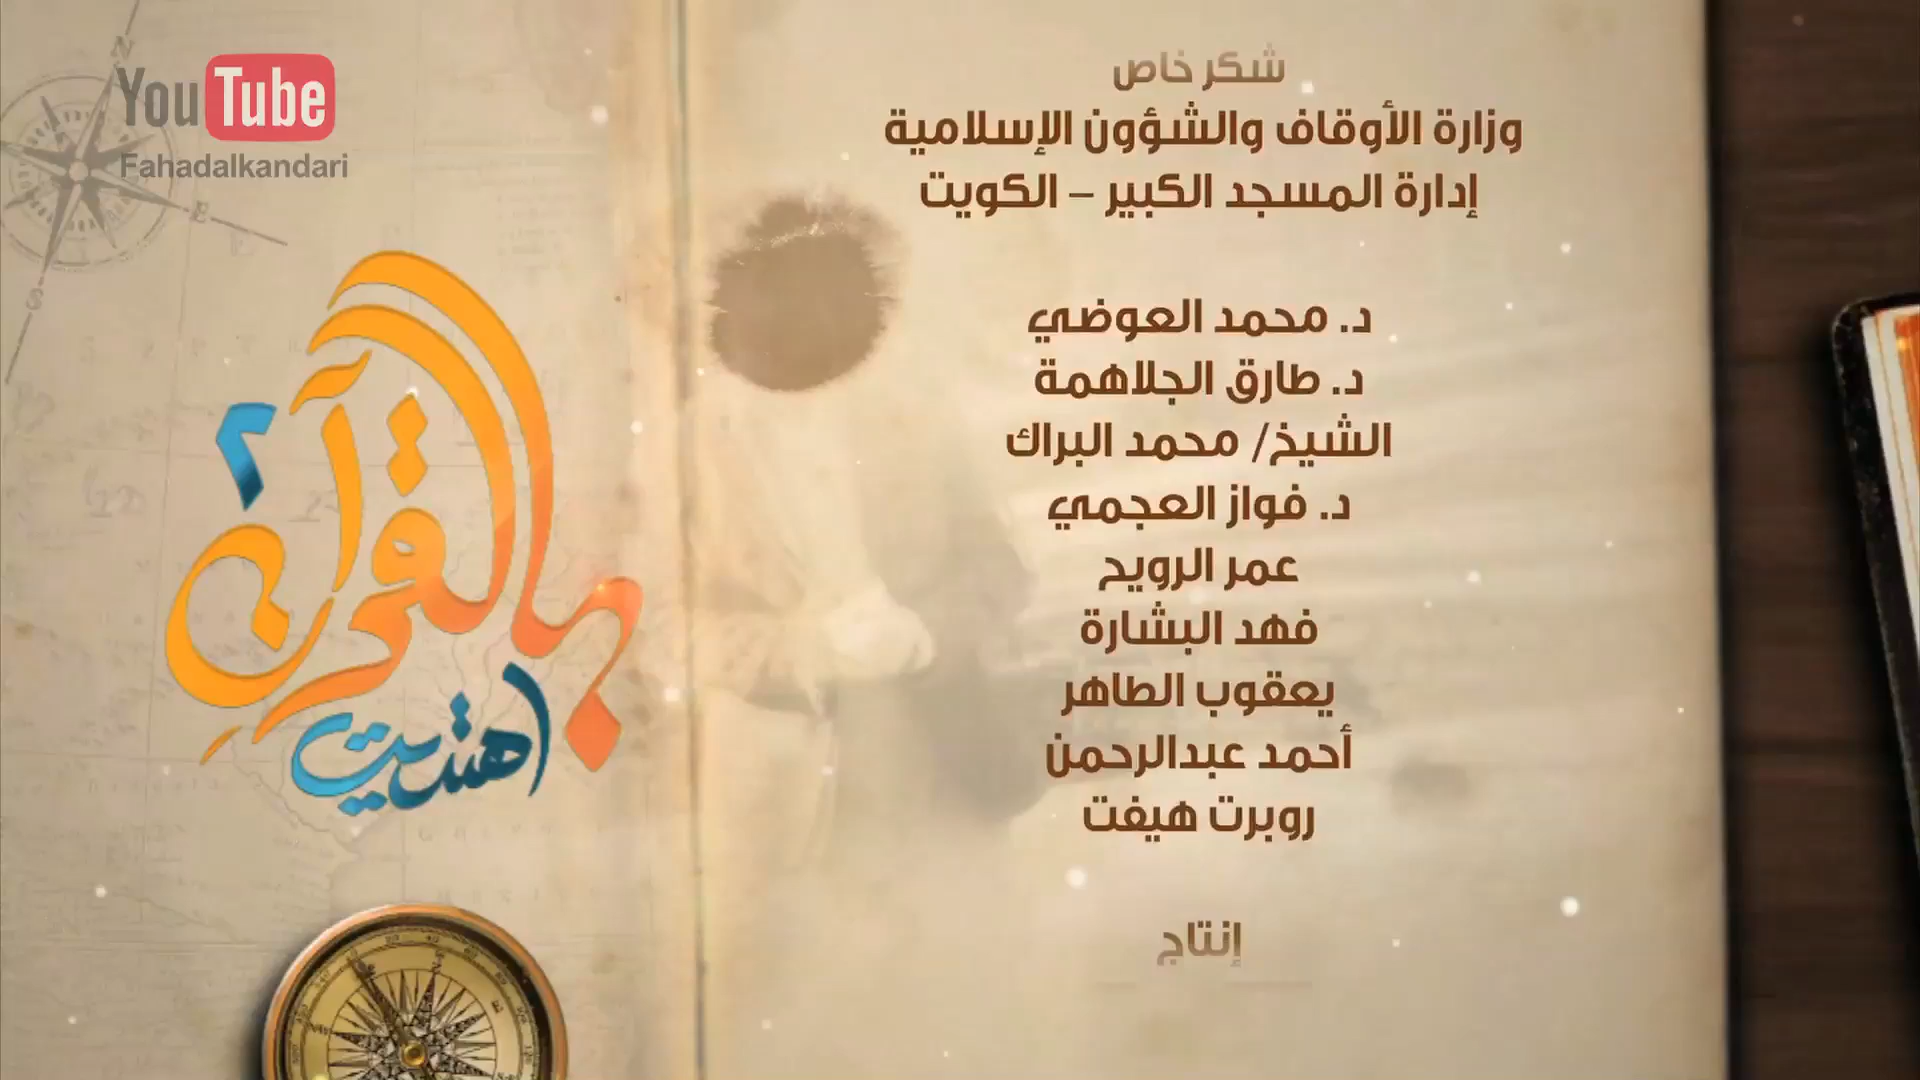 YouTube
Fahadalkandari
شكر خاص
وزارة الأوقاف والشؤون الإسلامية
إدارة المسجد الكبير – الكويت
د. محمد العوضي
د. طارق الجلاهمة
الشيخ/ محمد البراك
د. فواز العجمي
عمر الرويح
فهد البشارة
يعقوب الطاهر
أحمد عبدالرحمن
روبرت هيفت
إنتاج
بالقرآن
اهتديت
٢